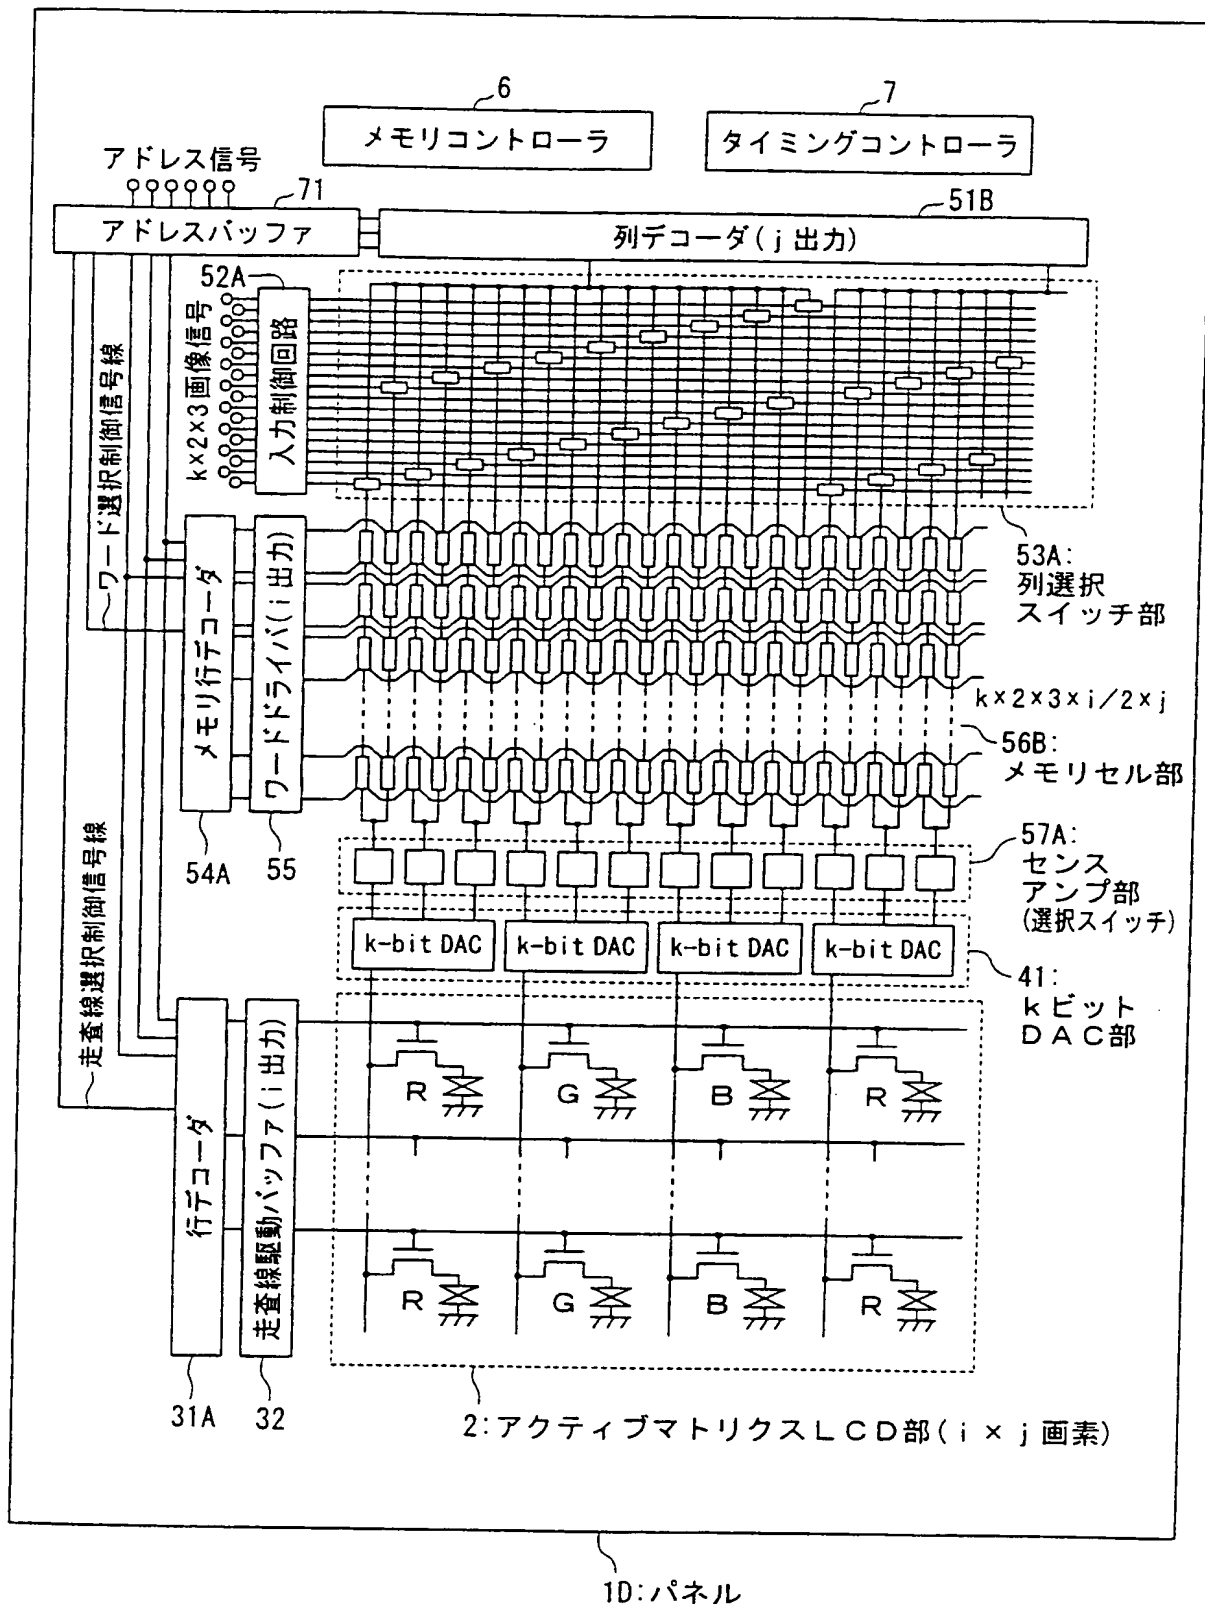 6
7
メモリコントローラ
タイミングコントローラ
アドレス信号
71
51B
アドレスバッファ
列デコーダ(j出力)
52A
k×2×3画像信号
入力制御回路
ワード選択制御信号線
53A:
列選択
スイッチ部
メモリ行デコーダ
ワードドライバ(i出力)
k×2×3×i/2×j
56B:
メモリセル部
54A
55
57A:
センス
アンプ部
(選択スイッチ)
走査線選択制御信号線
k-bit DAC
k-bit DAC
k-bit DAC
k-bit DAC
41:
kビット
DAC部
行デコーダ
走査線駆動バッファ(i出力)
R
G
B
R
R
G
B
R
31A
32
2:アクティブマトリクスLCD部(i×j画素)
1D:パネル